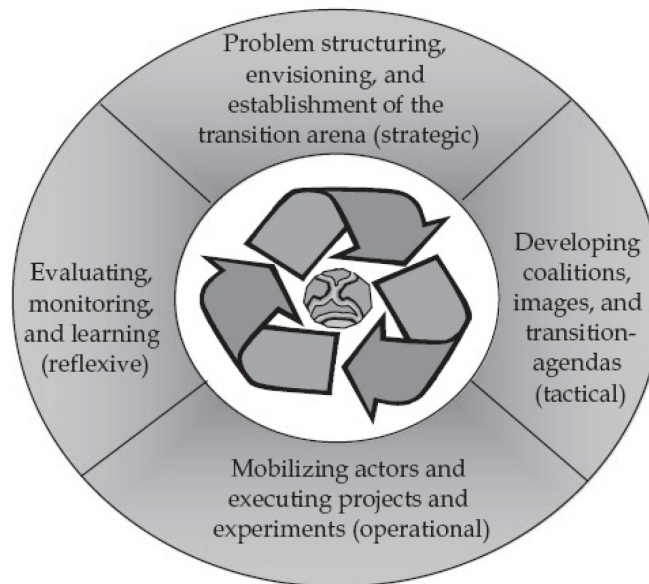 Problem structuring,
envisioning, and
establishment of the
transition arena (strategic)
Developing
coalitions,
images, and
transition-
agendas
(tactical)
Mobilizing actors and
executing projects and
experiments (operational)
Evaluating,
monitoring,
and learning
(reflexive)